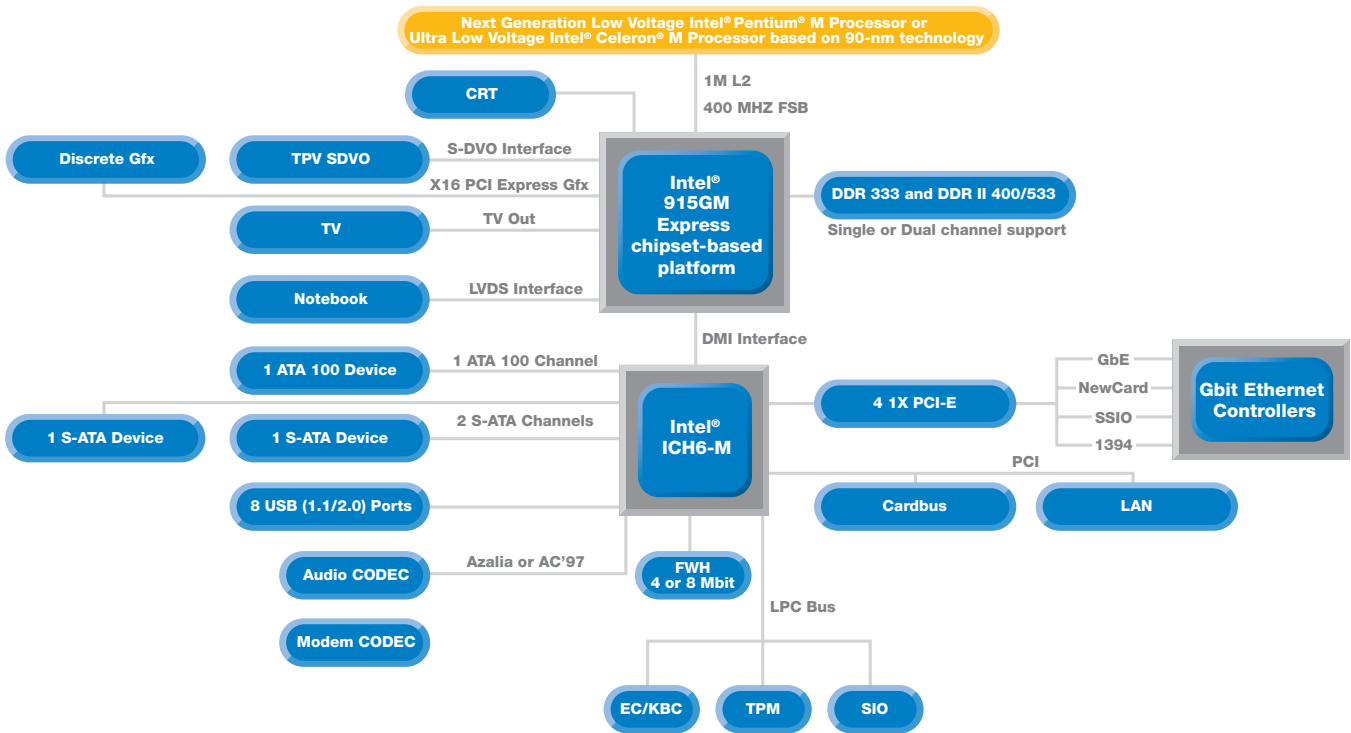 Next Generation Low Voltage Intel® Pentium® M Processor or
Ultra Low Voltage Intel® Celeron® M Processor based on 90-nm technology
1M L2
400 MHZ FSB
CRT
Discrete Gfx
TPV SDVO
S-DVO Interface
X16 PCI Express Gfx
TV
TV Out
Notebook
LVDS Interface
Intel®
915GM
Express
chipset-based
platform
DDR 333 and DDR II 400/533
Single or Dual channel support
DMI Interface
1 ATA 100 Device
1 ATA 100 Channel
1 S-ATA Device
1 S-ATA Device
2 S-ATA Channels
Intel®
ICH6-M
4 1X PCI-E
GbE
NewCard
SSIO
1394
Gbit Ethernet
Controllers
PCI
Cardbus
LAN
8 USB (1.1/2.0) Ports
Audio CODEC
Azalia or AC’97
FWH
4 or 8 Mbit
Modem CODEC
LPC Bus
EC/KBC
TPM
SIO